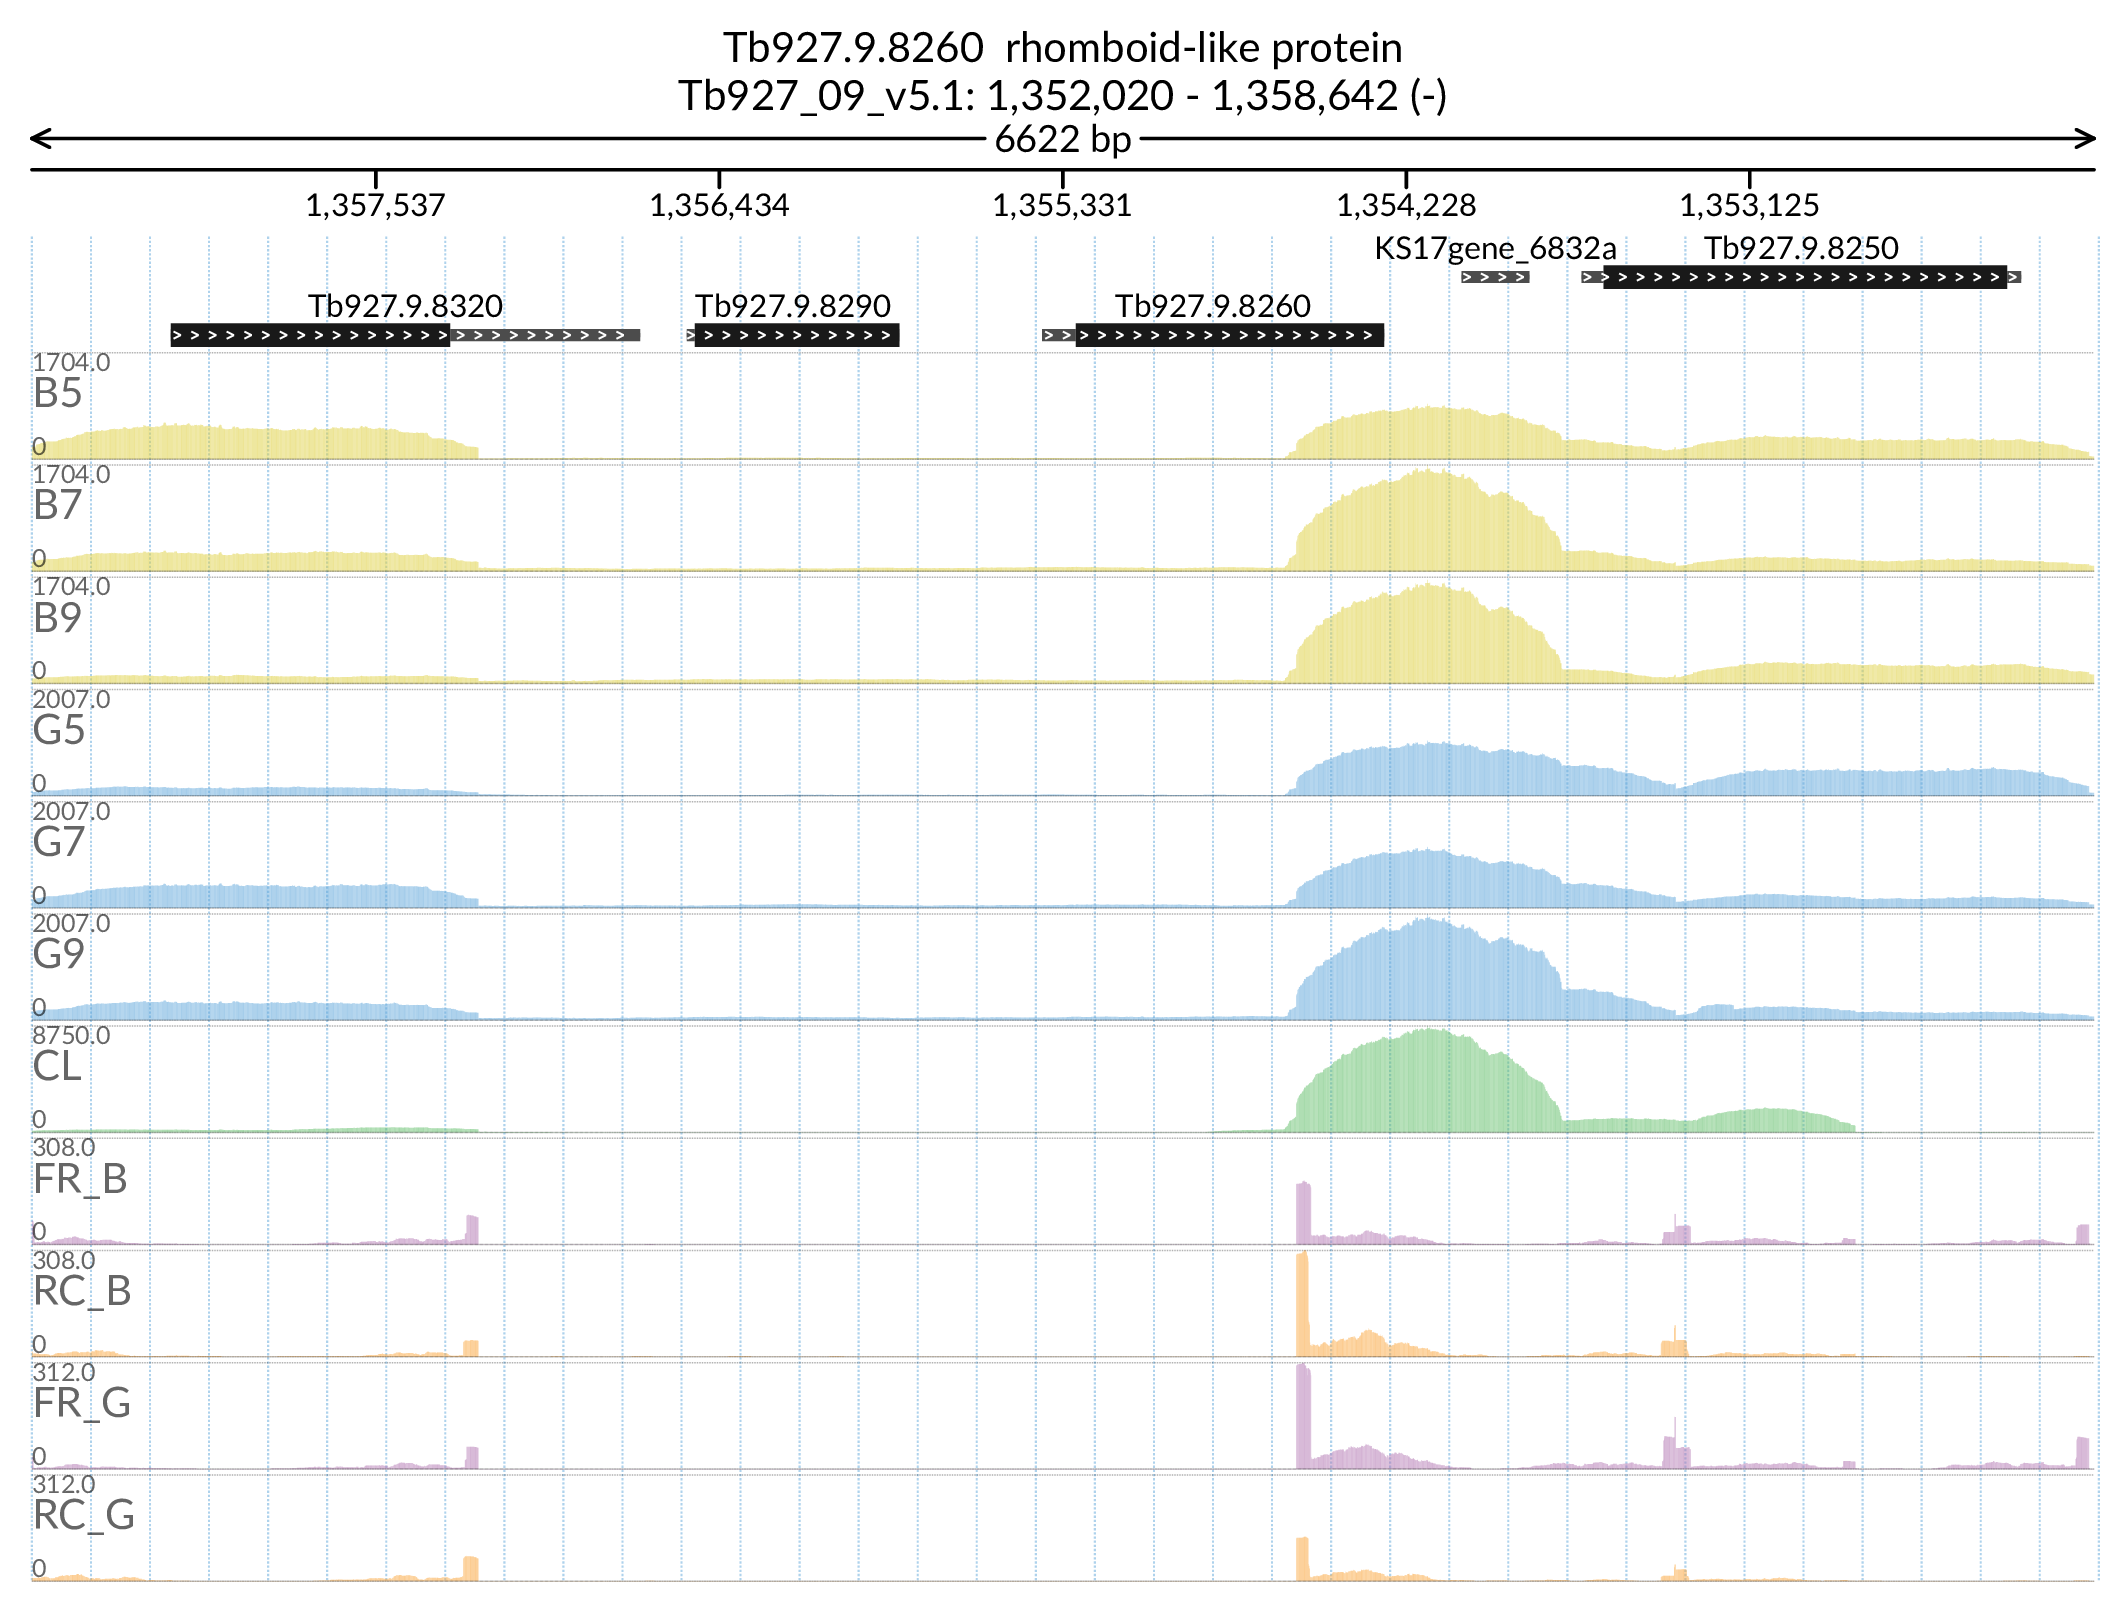 Tb927.9.8260  rhomboid-like protein
Tb927_09_v5.1: 1,352,020 - 1,358,642 (-)
6622 bp
1,357,537 1,356,434 1,355,331 1,354,228 1,353,125
KS17gene_6832a Tb927.9.8250
Tb927.9.8320 Tb927.9.8290 Tb927.9.8260
1704.0
B5
0
1704.0
B7
0
1704.0
B9
0
2007.0
G5
0
2007.0
G7
0
2007.0
G9
0
8750.0
CL
0
308.0
FR_B
0
308.0
RC_B
0
312.0
FR_G
0
312.0
RC_G
0